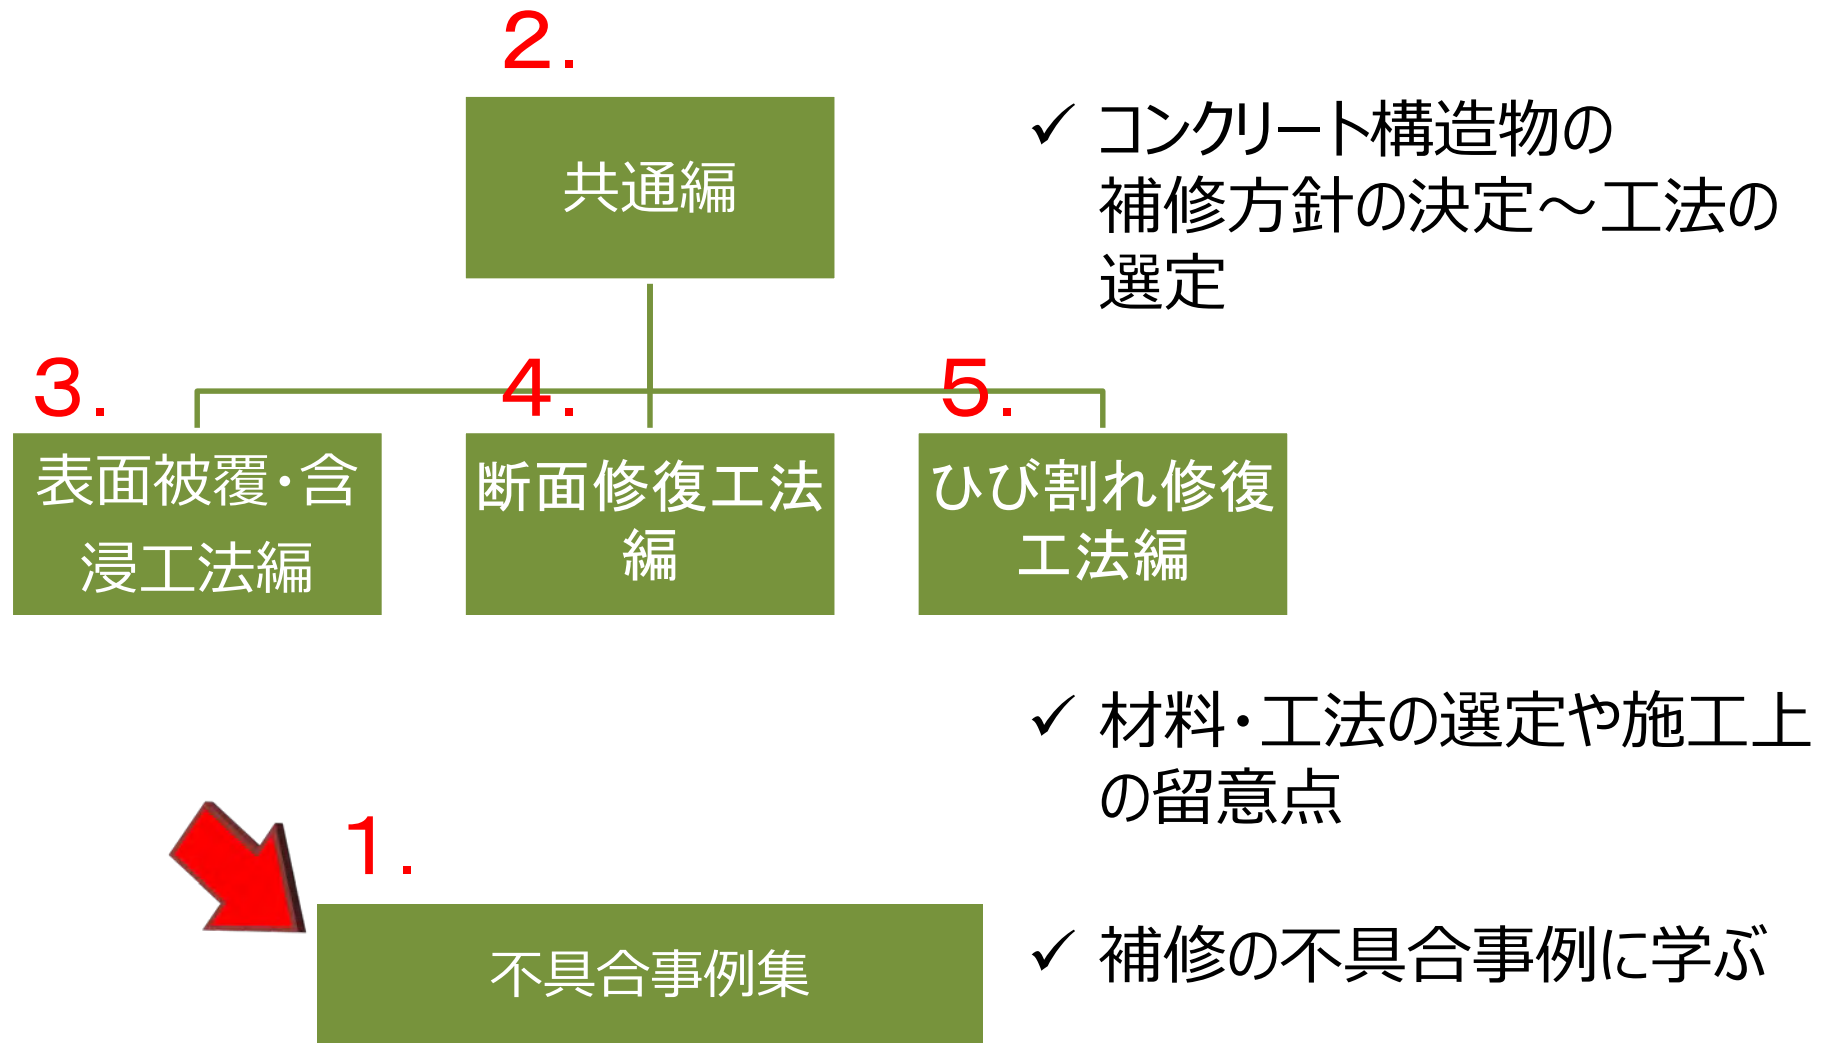 ２．
共通編
✓ コンクリート構造物の
補修方針の決定～工法の
選定
３．
４．
５．
表面被覆・含
浸工法編
断面修復工法
編
ひび割れ修復
工法編
✓ 材料・工法の選定や施工上
の留意点
１．
不具合事例集
✓ 補修の不具合事例に学ぶ